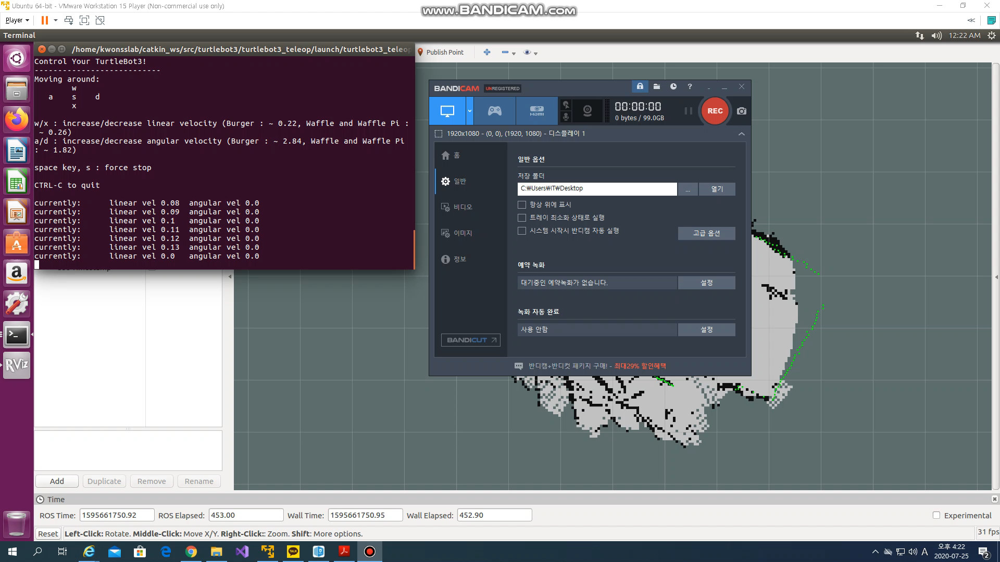 Ubuntu 64-bit - VMware Workstation 15 Player (Non-commercial use only)
www.BANDICAM.com
Player
Terminal
12:22 AM
/home/kwonsslab/catkin_ws/src/turtlebot3/turtlebot3_teleop/launch/turtlebot3_teleop
Publish Point
Control Your TurtleBot3!
---------------------------
Moving around:
w
a s d
x
w/x : increase/decrease linear velocity (Burger : ~ 0.22, Waffle and Waffle Pi :
~ 0.26)
a/d : increase/decrease angular velocity (Burger : ~ 2.84, Waffle and Waffle Pi
: ~ 1.82)
space key, s : force stop
CTRL-C to quit
currently: linear vel 0.08 angular vel 0.0
currently: linear vel 0.09 angular vel 0.0
currently: linear vel 0.1 angular vel 0.0
currently: linear vel 0.11 angular vel 0.0
currently: linear vel 0.12 angular vel 0.0
currently: linear vel 0.13 angular vel 0.0
currently: linear vel 0.0 angular vel 0.0
BANDICAM UNREGISTERED
HDMI
00:00:00
0 bytes / 99.0GB
REC
1920x1080 - (0, 0), (1920, 1080) - 디스플레이 1
홈
일반
비디오
이미지
정보
BANDICUT
일반 옵션
저장 폴더
C:₩Users₩IT₩Desktop ... 열기
항상 위에 표시
트레이 최소화 상태로 실행
시스템 시작시 반디캠 자동 실행
고급 옵션
예약 녹화
대기중인 예약녹화가 없습니다. 설정
녹화 자동 완료
사용 안함 설정
반디캠+반디컷 패키지 구매! - 최대29% 할인혜택
RViz
Add Duplicate Remove Rename
Time
ROS Time: 1595661750.92 ROS Elapsed: 453.00 Wall Time: 1595661750.95 Wall Elapsed: 452.90 Experimental
Reset Left-Click: Rotate. Middle-Click: Move X/Y. Right-Click:: Zoom. Shift: More options. 31 fps
TALK
A
오후 4:22
2020-07-25
2